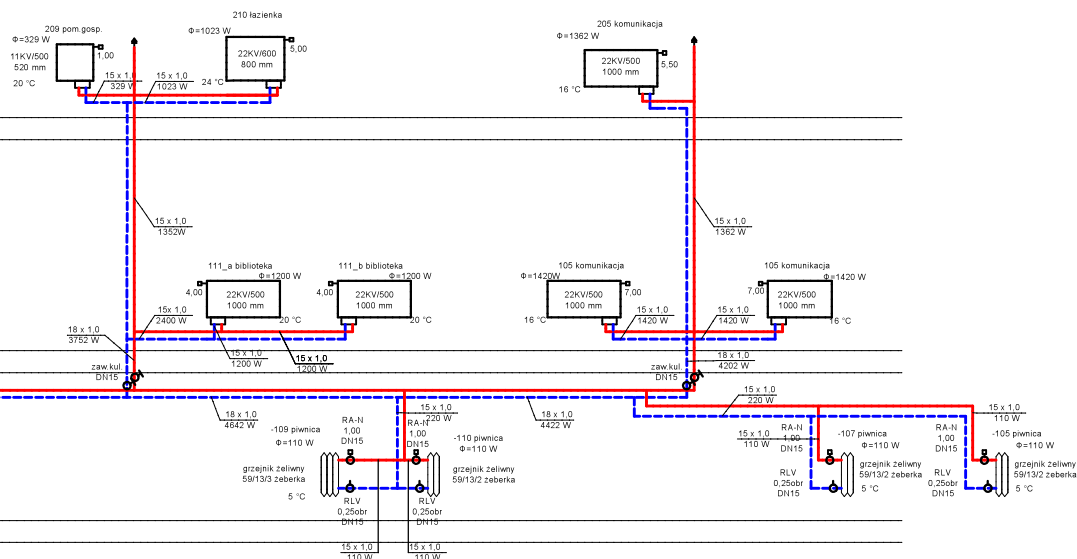 209 pom.gosp.
Φ=329 W
11KV/500
520 mm
20 °C
1,00
15 x 1,0
329 W
15 x 1,0
1023 W
210 łazienka
Φ=1023 W
22KV/600
800 mm
24 °C
5,00
205 komunikacja
Φ=1362 W
22KV/500
1000 mm
16 °C
5,50
15 x 1,0
1352W
15 x 1,0
1362 W
111_a biblioteka
Φ=1200 W
4,00
22KV/500
1000 mm
20 °C
111_b biblioteka
Φ=1200 W
4,00
22KV/500
1000 mm
20 °C
105 komunikacja
Φ=1420W
22KV/500
1000 mm
7,00
16 °C
105 komunikacja
Φ=1420 W
7,00
22KV/500
1000 mm
16 °C
15x 1,0
2400 W
18 x 1,0
3752 W
15 x 1,0
1200 W
15 x 1,0
1200 W
15 x 1,0
1420 W
15 x 1,0
1420 W
18 x 1,0
4202 W
zaw.kul.
DN15
zaw.kul.
DN15
18 x 1,0
4642 W
15 x 1,0
220 W
18 x 1,0
4422 W
15 x 1,0
220 W
15 x 1,0
110 W
-109 piwnica
Φ=110 W
RA-N
1,00
DN15
RA-N
1,00
DN15
-110 piwnica
Φ=110 W
grzejnik żeliwny
59/13/3 żeberka
5 °C
grzejnik żeliwny
59/13/2 żeberka
RLV
0,25obr
DN15
RLV
0,25obr
DN15
15 x 1,0
110 W
15 x 1,0
110 W
15 x 1,0
110 W
RA-N
1,00
DN15
-107 piwnica
Φ=110 W
grzejnik żeliwny
59/13/2 żeberka
RLV
0,25obr
DN15
5 °C
RA-N
1,00
DN15
-105 piwnica
Φ=110 W
grzejnik żeliwny
59/13/2 żeberka
RLV
0,25obr
DN15
5 °C